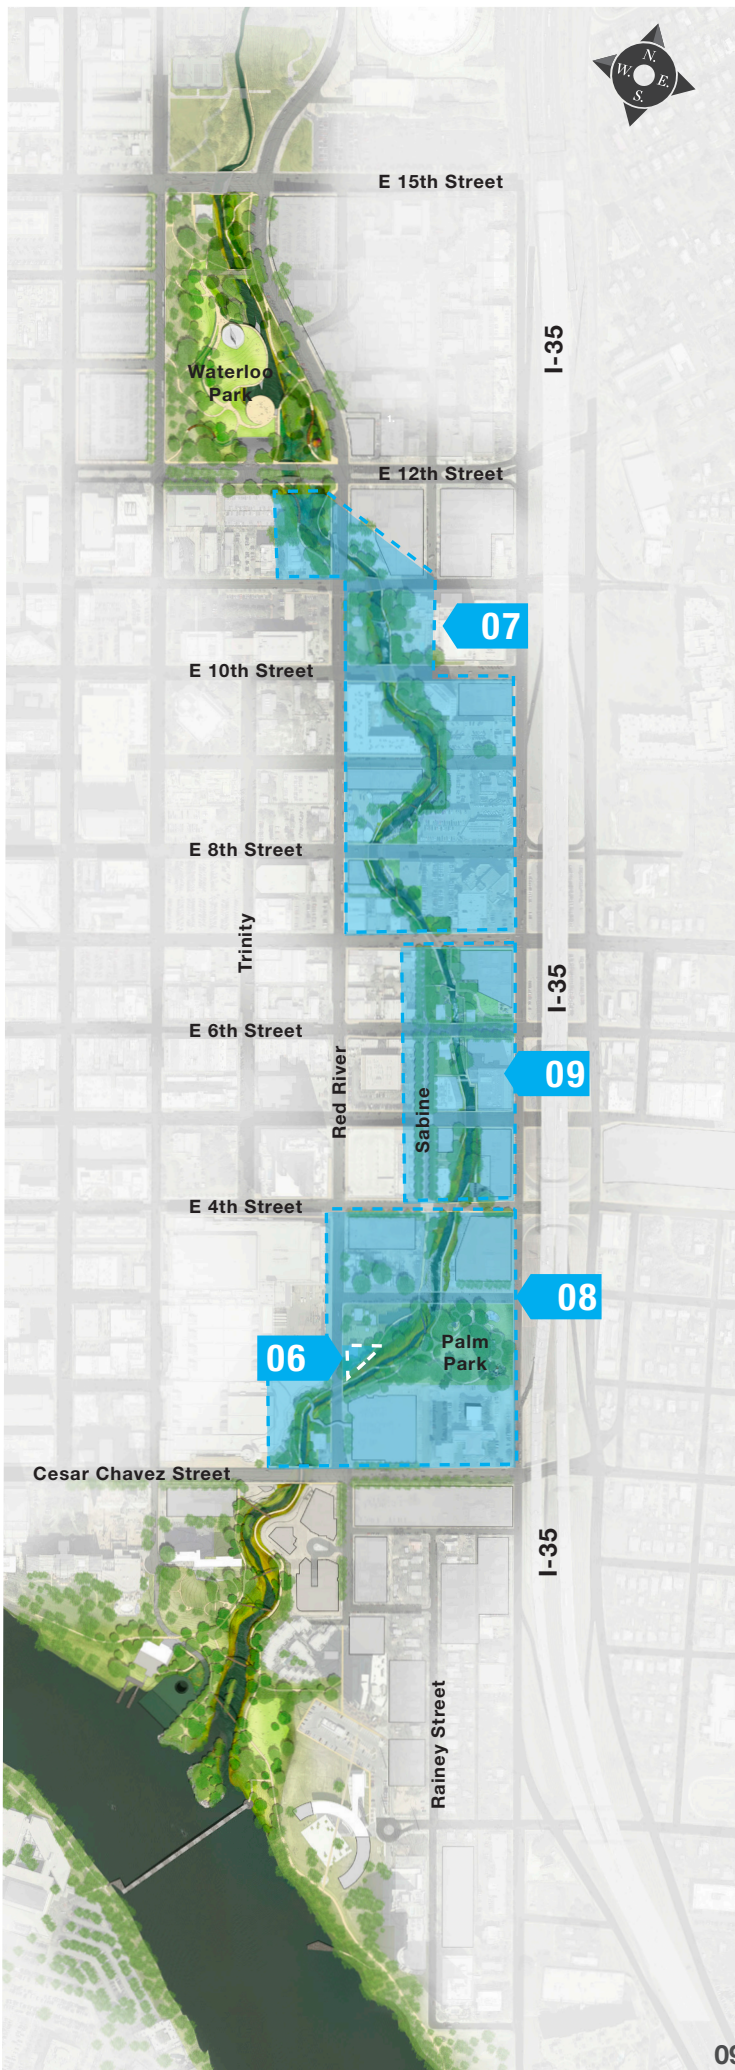 N.
W.
E.
S.
E 15th Street
I-35
Waterloo
Park
E 12th Street
07
E 10th Street
E 8th Street
Trinity
I-35
E 6th Street
Red River
09
Sabine
E 4th Street
08
06
Palm
Park
Cesar Chavez Street
I-35
Rainey Street
09